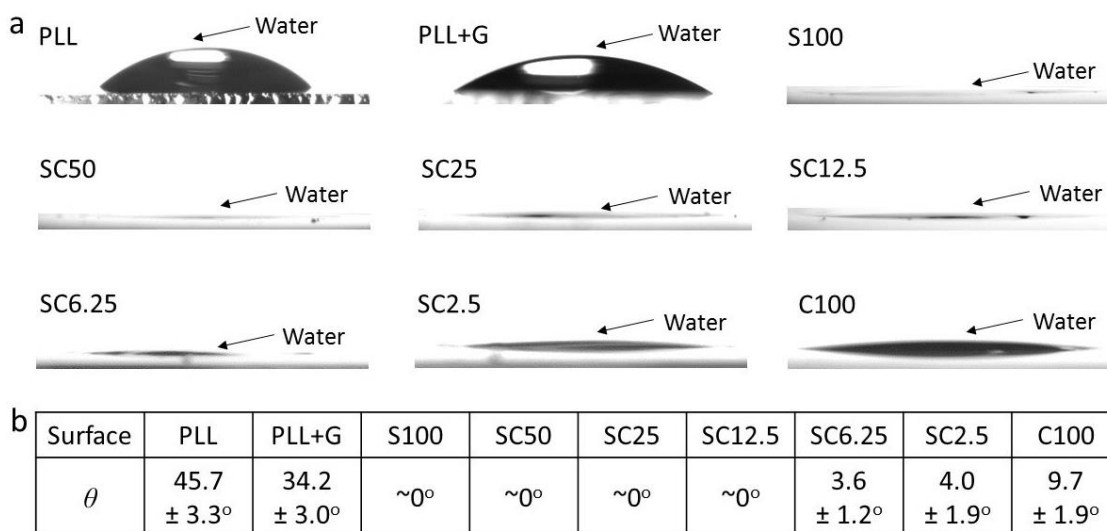 a
PLL
Water
PLL+G
Water
S100
Water
SC50
Water
SC25
Water
SC12.5
Water
SC6.25
Water
SC2.5
Water
C100
Water
b
Surface PLL PLL+G S100 SC50 SC25 SC12.5 SC6.25 SC2.5 C100
θ 45.7 ± 3.3° 34.2 ± 3.0° ~0° ~0° ~0° ~0° 3.6 ± 1.2° 4.0 ± 1.9° 9.7 ± 1.9°